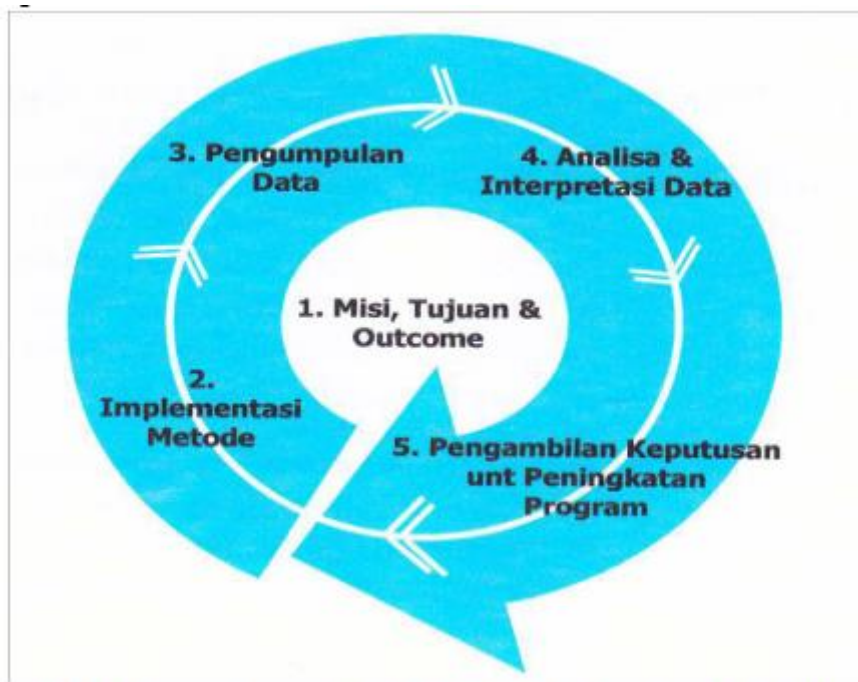 3. Pengumpulan
Data
4. Analisa &
Interpretasi Data
1. Misi, Tujuan &
Outcome
2.
Implementasi
Metode
5. Pengambilan Keputusan
unt Peningkatan
Program